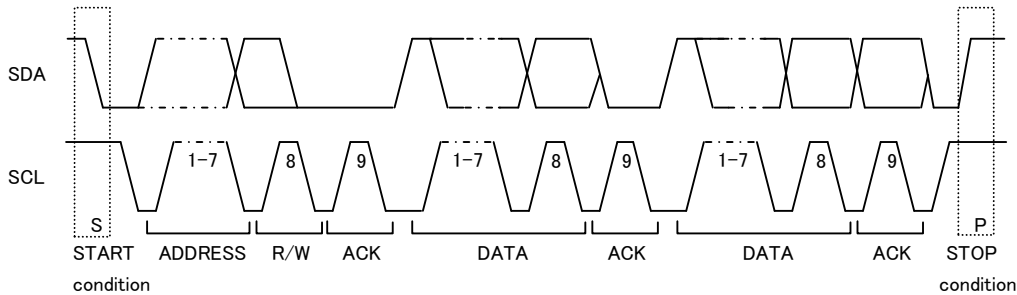 SDA
1-7 8 9 1-7 8 9 1-7 8 9
SCL
S P
START ADDRESS R/W ACK DATA ACK DATA ACK STOP
condition condition